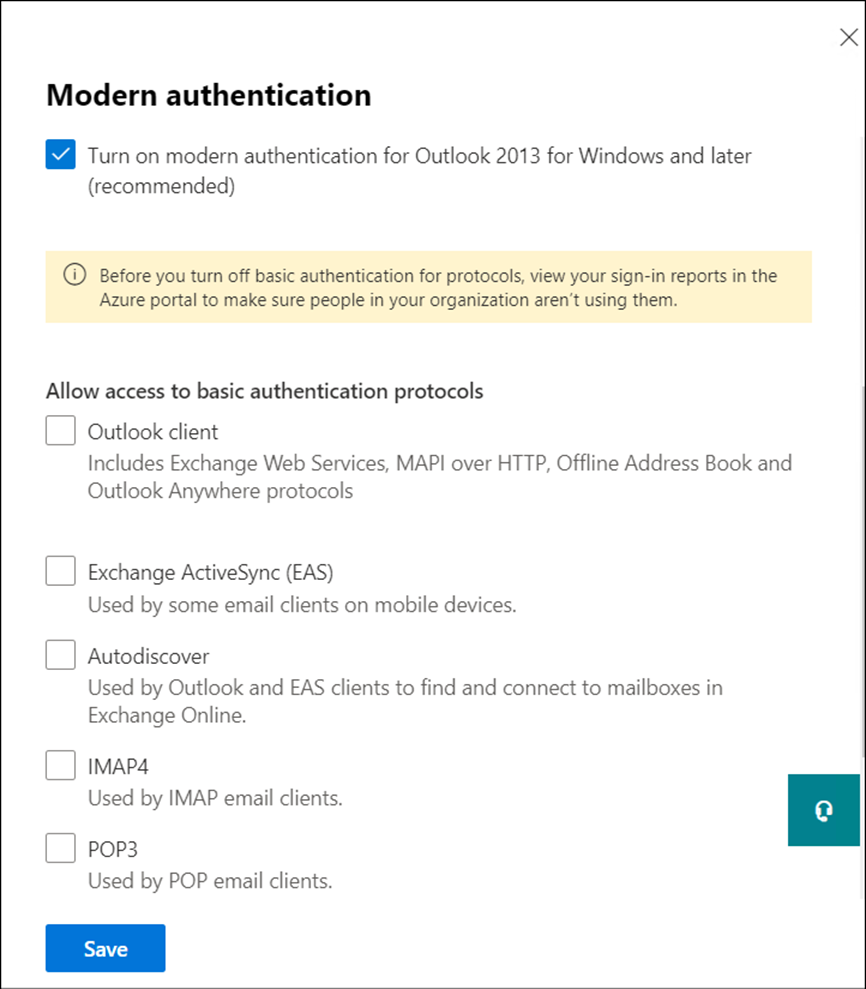 Modern authentication
Turn on modern authentication for Outlook 2013 for Windows and later
(recommended)
Before you turn off basic authentication for protocols, view your sign-in reports in the
Azure portal to make sure people in your organization aren't using them.
Allow access to basic authentication protocols
Outlook client
Includes Exchange Web Services, MAPI over HTTP, Offline Address Book and
Outlook Anywhere protocols
Exchange ActiveSync (EAS)
Used by some email clients on mobile devices.
Autodiscover
Used by Outlook and EAS clients to find and connect to mailboxes in
Exchange Online.
IMAP4
Used by IMAP email clients.
POP3
Used by POP email clients.
Save